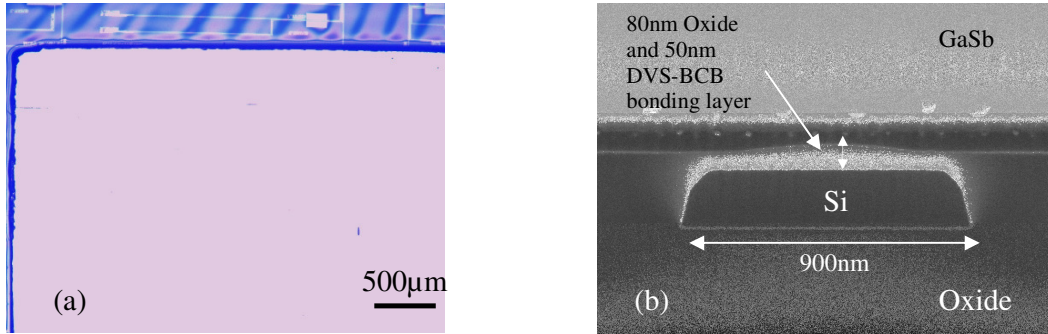 (a)
500µm
80nm Oxide
and 50nm
DVS-BCB
bonding layer
GaSb
Si
900nm
(b)
Oxide